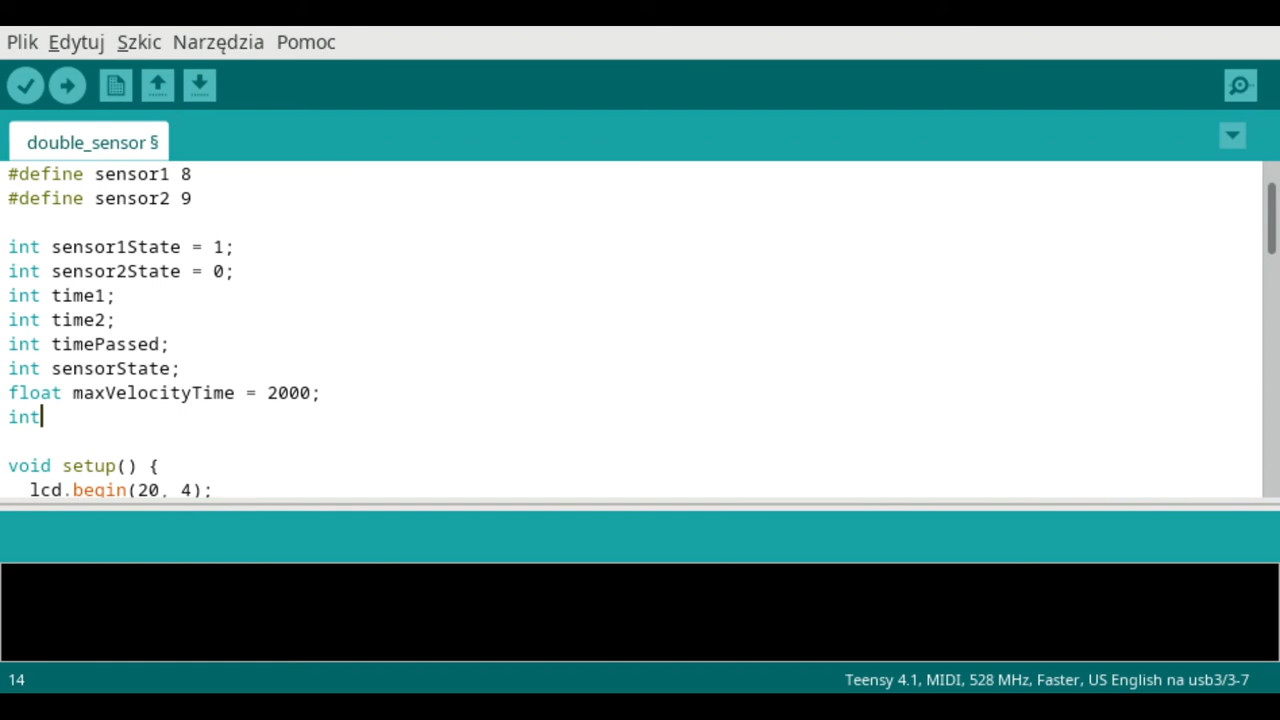 Plik Edytuj Szkic Narzędzia Pomoc
double_sensor §
#define sensor1 8
#define sensor2 9
int sensor1State = 1;
int sensor2State = 0;
int time1;
int time2;
int timePassed;
int sensorState;
float maxVelocityTime = 2000;
int
void setup() {
lcd.begin(20, 4);
14
Teensy 4.1, MIDI, 528 MHz, Faster, US English na usb3/3-7